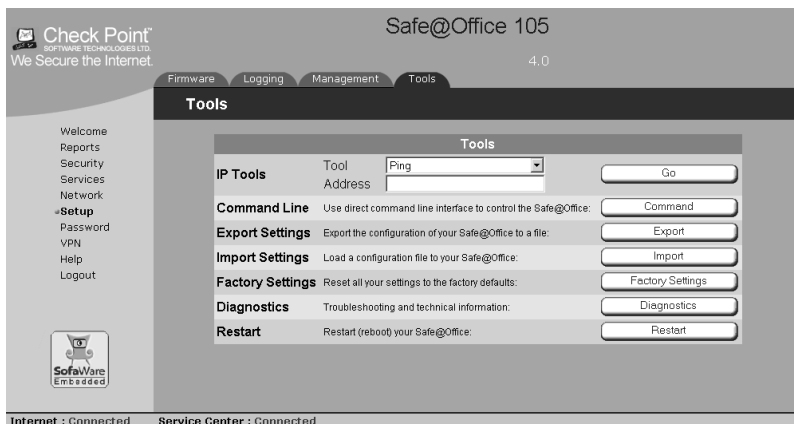 Check Point™
SOFTWARE TECHNOLOGIES LTD.
We Secure the Internet.
Safe@Office 105
4.0
Firmware Logging Management Tools
Tools
Welcome
Reports
Security
Services
Network
Setup
Password
VPN
Help
Logout
SofaWare
Embedded
Tools
IP Tools Tool Ping Go
Address
Command Line Use direct command line interface to control the Safe@Office: Command
Export Settings Export the configuration of your Safe@Office to a file: Export
Import Settings Load a configuration file to your Safe@Office: Import
Factory Settings Reset all your settings to the factory defaults: Factory Settings
Diagnostics Troubleshooting and technical information: Diagnostics
Restart Restart (reboot) your Safe@Office: Restart
Internet : Connected Service Center : Connected